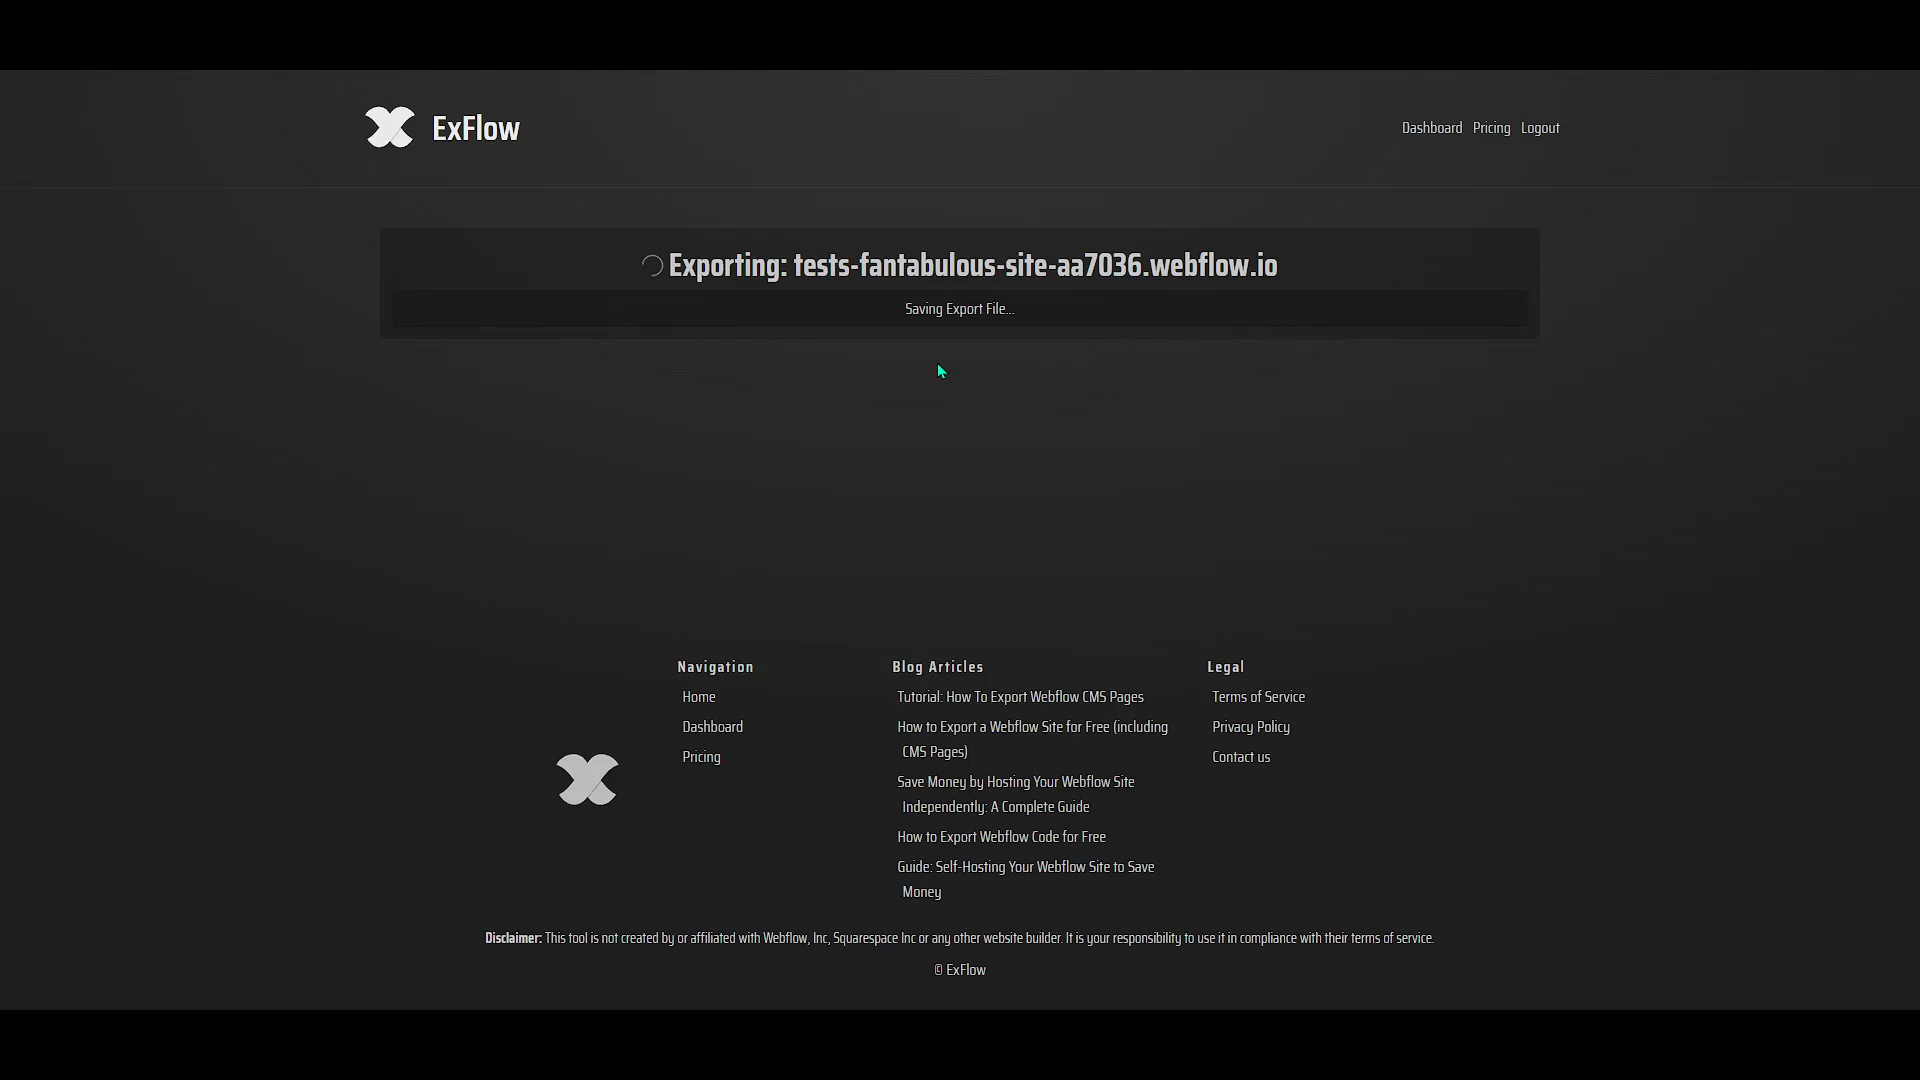 ExFlow
Dashboard Pricing Logout
Exporting: tests-fantabulous-site-aa7036.webflow.io
Saving Export File...
Navigation
Home
Dashboard
Pricing
Blog Articles
Tutorial: How To Export Webflow CMS Pages
How to Export a Webflow Site for Free (including
CMS Pages)
Save Money by Hosting Your Webflow Site
Independently: A Complete Guide
How to Export Webflow Code for Free
Guide: Self-Hosting Your Webflow Site to Save
Money
Legal
Terms of Service
Privacy Policy
Contact us
Disclaimer: This tool is not created by or affiliated with Webflow, Inc, Squarespace Inc or any other website builder. It is your responsibility to use it in compliance with their terms of service.
© ExFlow